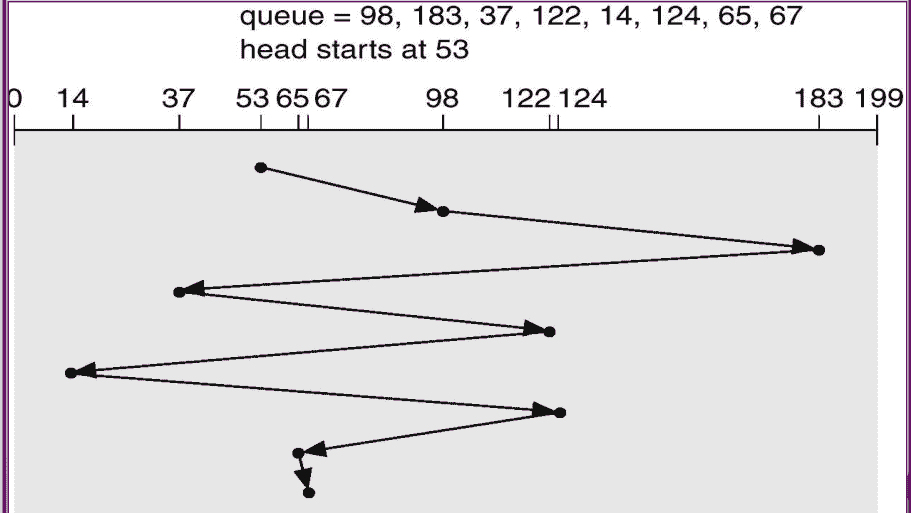 queue = 98, 183, 37, 122, 14, 124, 65, 67
head starts at 53
0 14 37 53 65 67 98 122 124 183 199